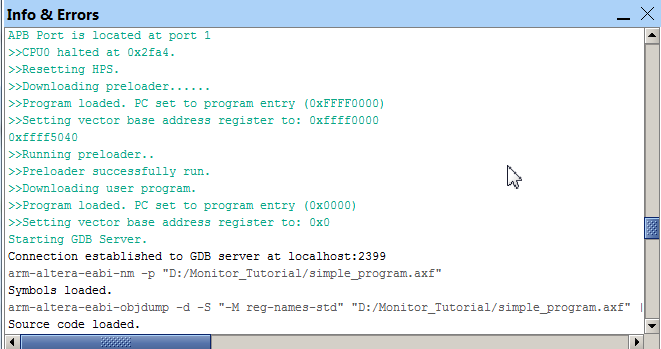 Info & Errors
APB Port is located at port 1
>>CPU0 halted at 0x2fa4.
>>Resetting HPS.
>>Downloading preloader......
>>Program loaded. PC set to program entry (0xFFFF0000)
>>Setting vector base address register to: 0xffff0000
0xffff5040
>>Running preloader..
>>Preloader successfully run.
>>Downloading user program.
>>Program loaded. PC set to program entry (0x0000)
>>Setting vector base address register to: 0x0
Starting GDB Server.
Connection established to GDB server at localhost:2399
arm-altera-eabi-nm -p "D:/Monitor_Tutorial/simple_program.axf"
Symbols loaded.
arm-altera-eabi-objdump -d -S "-M reg-names-std" "D:/Monitor_Tutorial/simple_program.axf" |
Source code loaded.